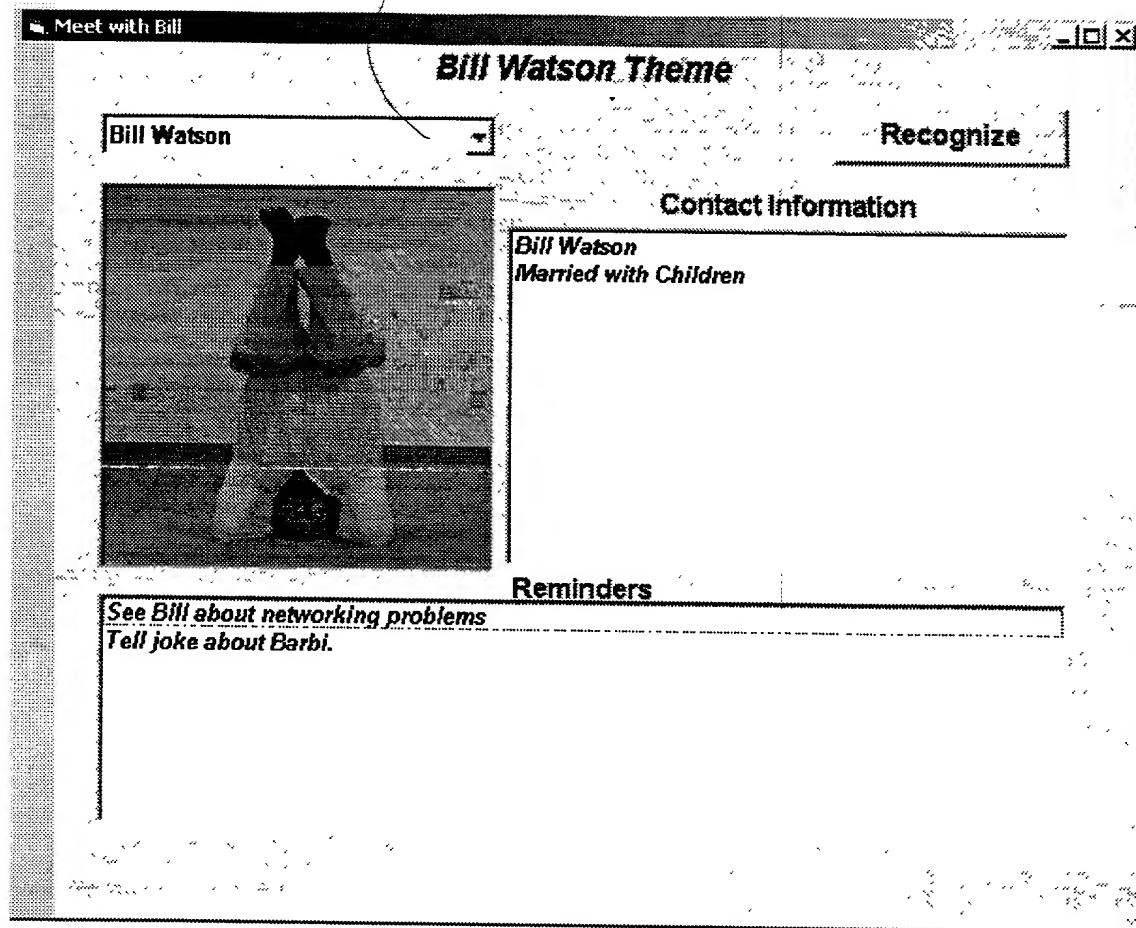 Meet with Bill
Bill Watson Theme
Bill Watson
Recognize
Contact Information
Bill Watson
Married with Children
Reminders
See Bill about networking problems
Tell joke about Barbi.